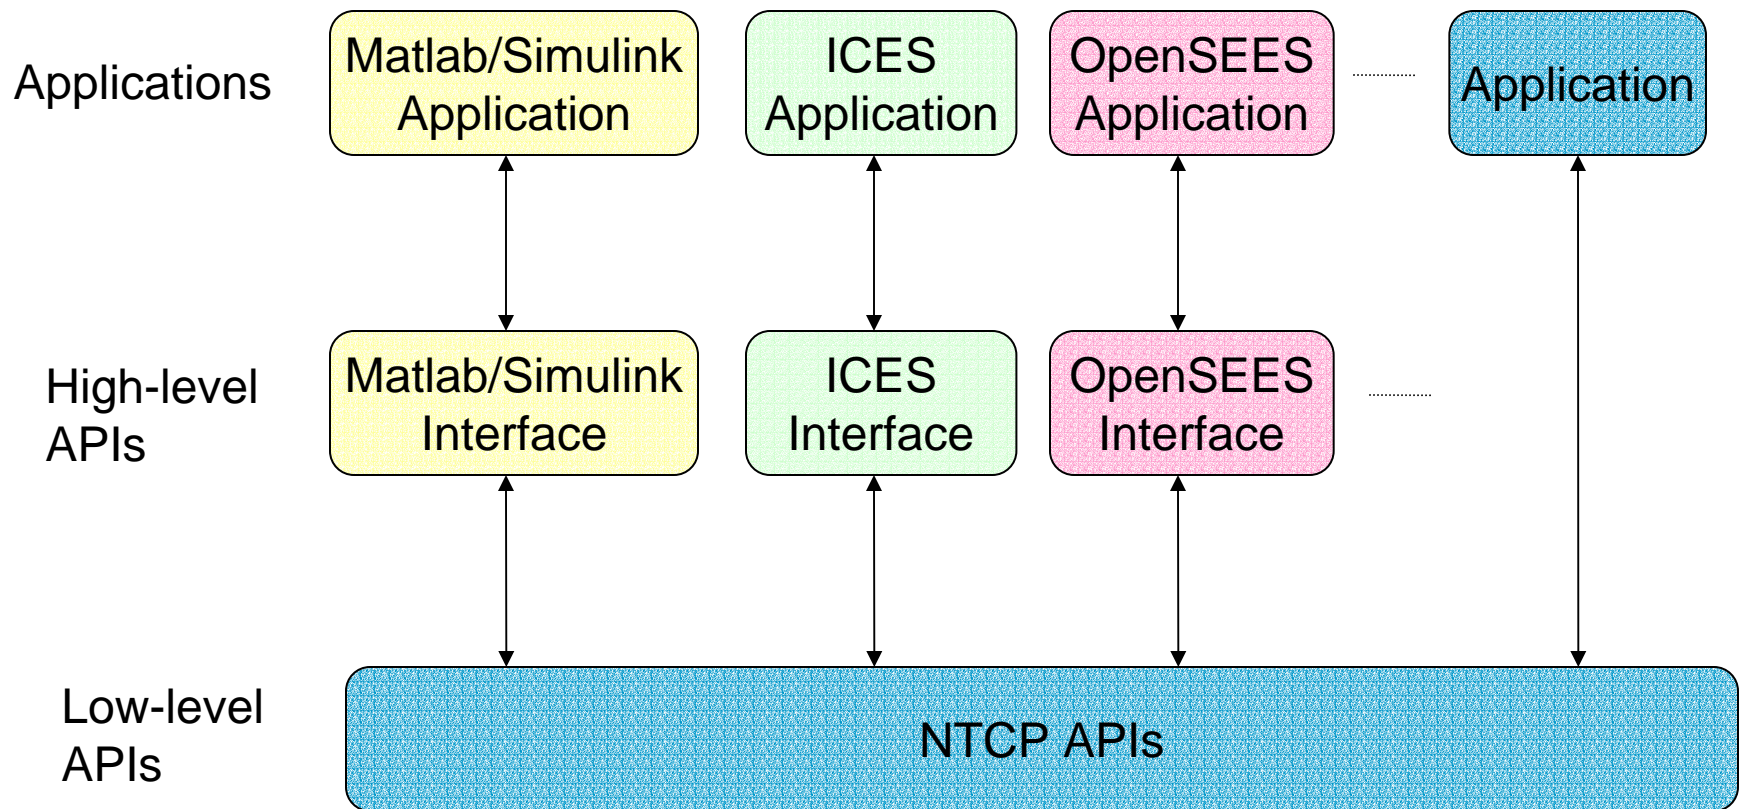 Applications
Matlab/Simulink
Application
ICES
Application
OpenSEES
Application
Application
High-level
APIs
Matlab/Simulink
Interface
ICES
Interface
OpenSEES
Interface
Low-level
APIs
NTCP APIs